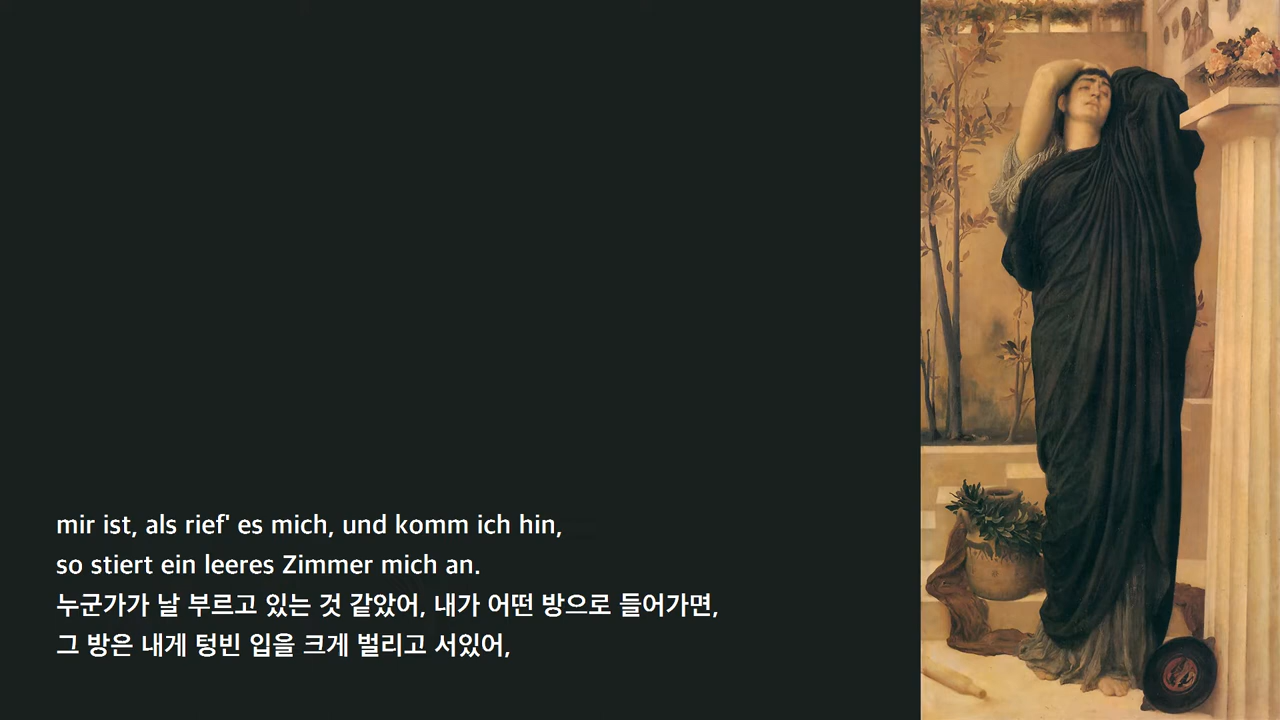 mir ist, als rief' es mich, und komm ich hin,
so stiert ein leeres Zimmer mich an.
누군가가 날 부르고 있는 것 같았어, 내가 어떤 방으로 들어가면,
그 방은 내게 텅빈 입을 크게 벌리고 서있어,